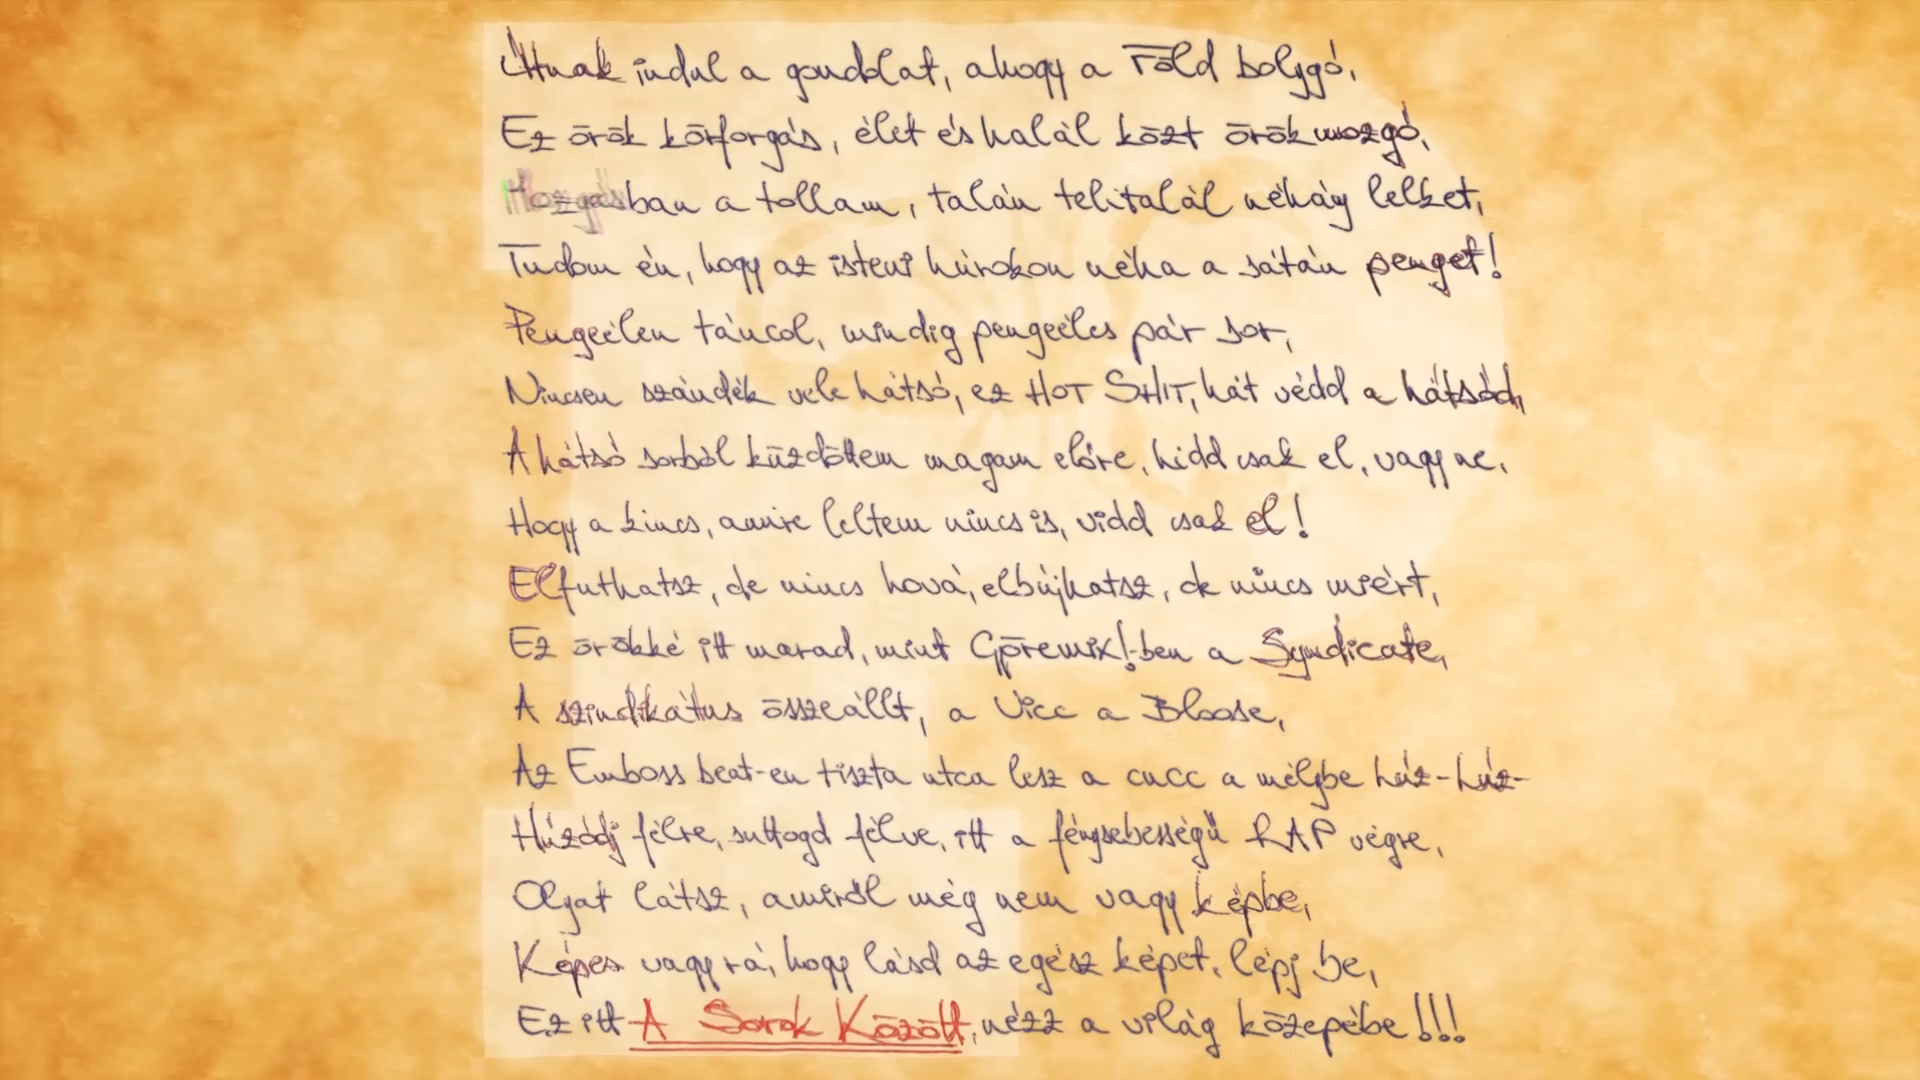 Útnak indul a gondolat, ahogy a Föld bolygó,
Ez örök körforgás, élet és halál közt örökmozgó,
Mozgásban a tollam, talán telitalál néhány lelket,
Tudom én, hogy az isteni húrokon néha a sátán penget!
Pengeélen táncol, mindig pengeéles pár sor,
Nincsen szándék vele hátsó, ez HOT SHIT, hát védd a hátsód,
A hátsó sorból küzdöttem magam előre, hidd csak el, vagy ne,
Hogy a kincs, amire leltem nincs is, vidd csak el!
Elfuthatsz, de nincs hová, elbújhatsz, de nincs miért,
Ez örökké itt marad, mint Gőremix!-ben a Syndicate,
A szindikátus összeállt, a Vicc a Bloose,
Az Emboss beat-en tiszta utca lesz a cucc a mélybe húz-húz-
Húzódj félre, suttogd félve, itt a fénysebességű RAP végre,
Olyat látsz, amiről még nem vagy képbe,
Képes vagy rá, hogy lásd az egész képet, lépj be,
Ez itt A Sorok Között, nézz a világ közepébe!!!